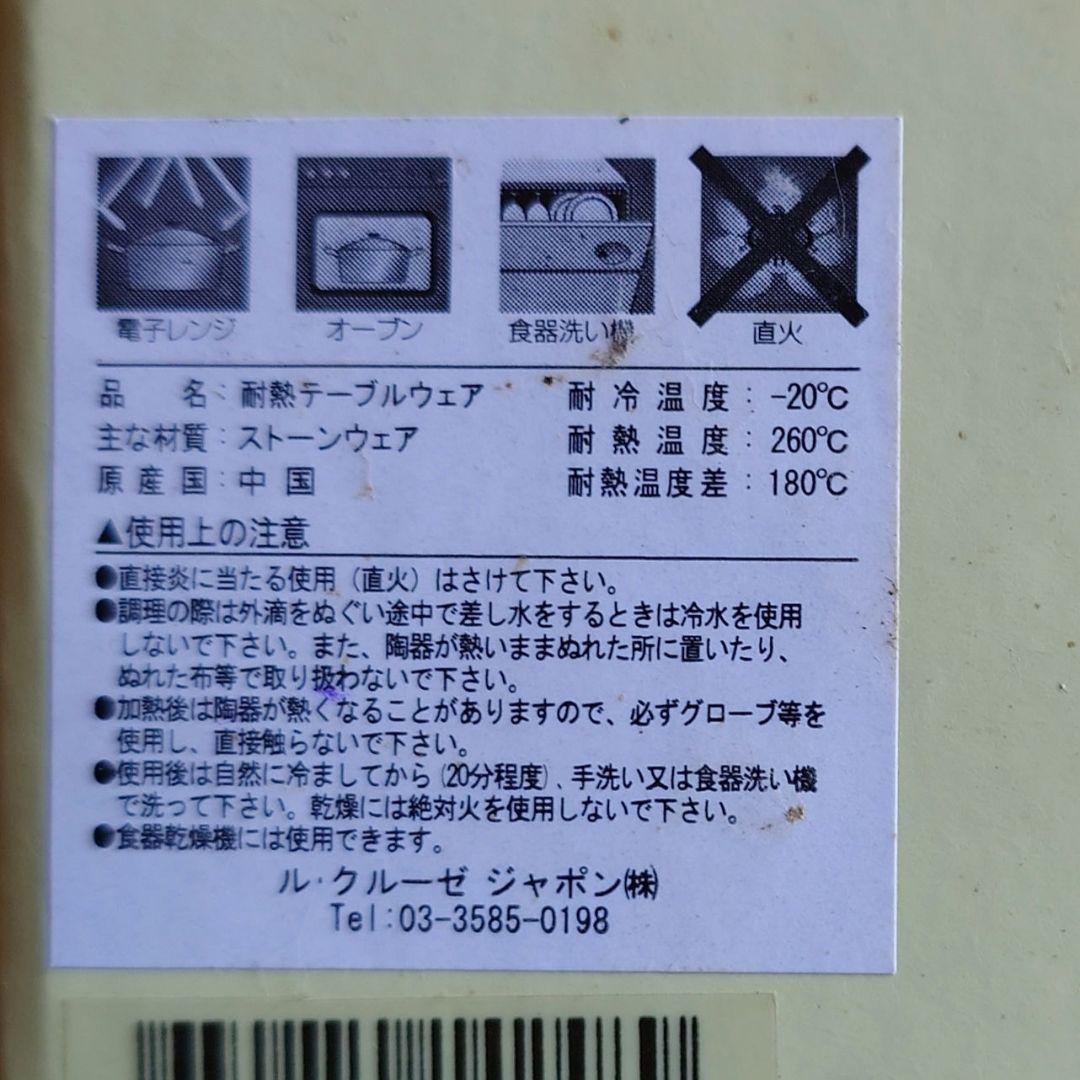 電子レンジ オーブン 食器洗い機 直火
品名：耐熱テーブルウェア 耐冷温度：-20℃
主な材質：ストーンウェア 耐熱温度：260℃
原産国：中国 耐熱温度差：180℃
▲使用上の注意
●直接炎に当たる使用（直火）はさけて下さい。
●調理の際は外滴をぬぐい途中で差し水をするときは冷水を使用
しないで下さい。また、陶器が熱いままぬれた所に置いたり、
ぬれた布等で取り扱わないで下さい。
●加熱後は陶器が熱くなることがありますので、必ずグローブ等を
使用し、直接触らないで下さい。
●使用後は自然に冷ましてから（20分程度）、手洗い又は食器洗い機
で洗って下さい。乾燥には絶対火を使用しないで下さい。
●食器乾燥機には使用できます。
ル・クルーゼ ジャポン㈱
Tel:03-3585-0198